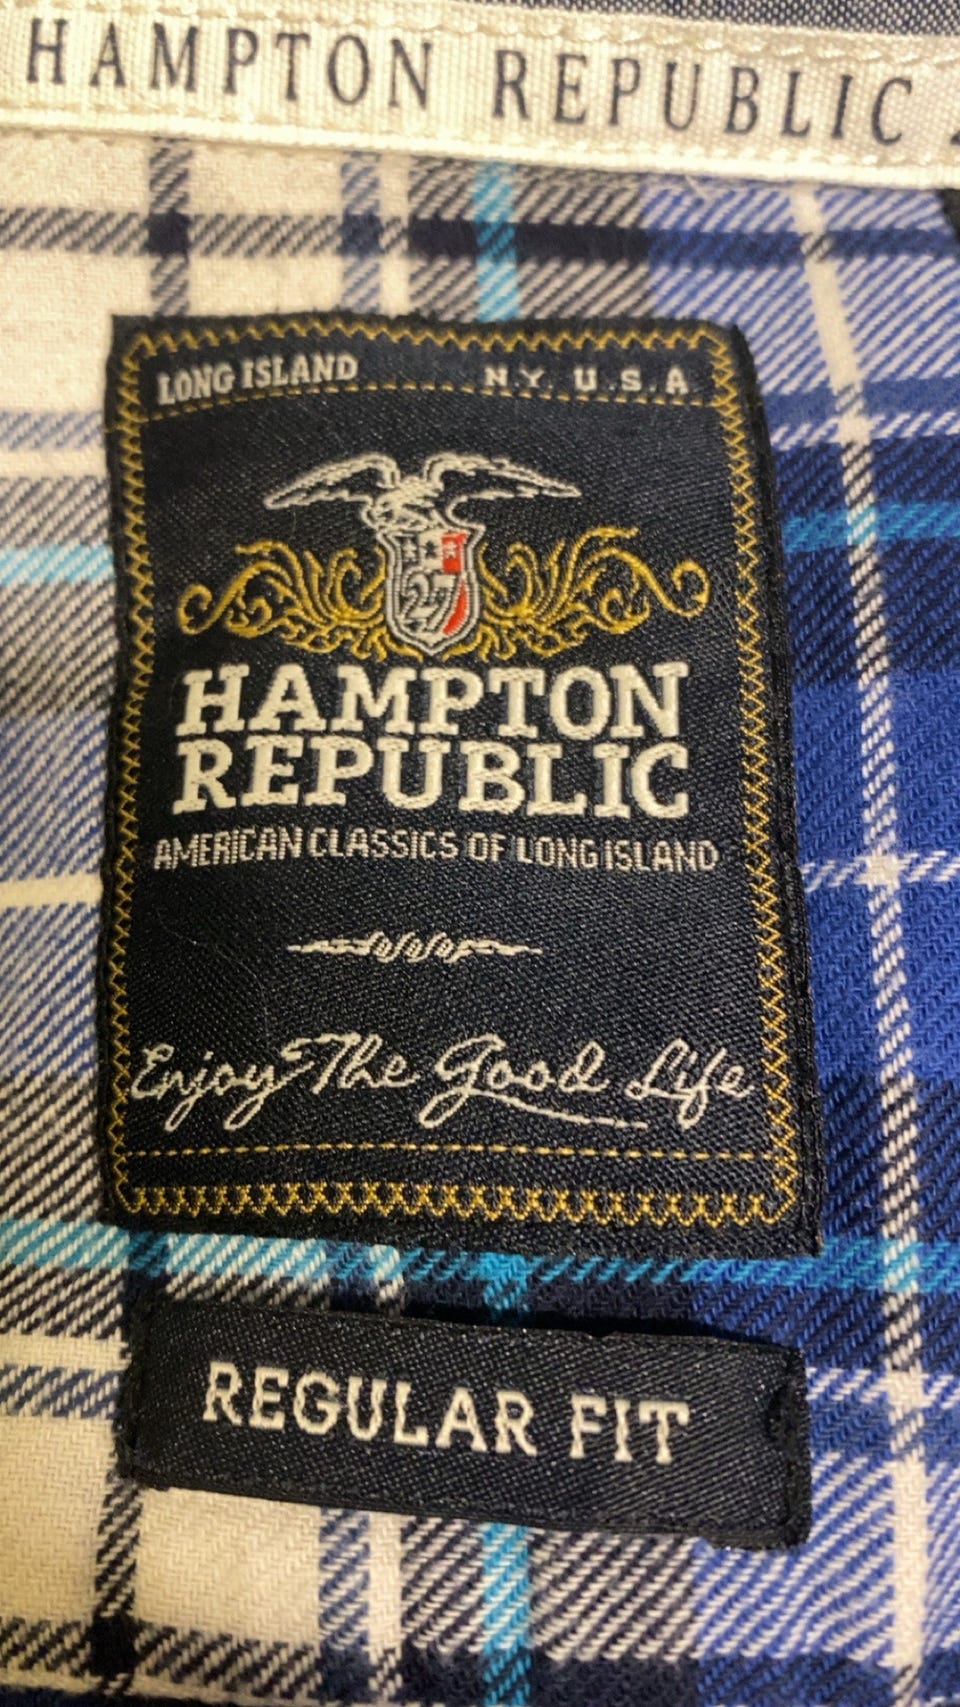 HAMPTON REPUBLIC
LONG ISLAND N.Y. U.S.A
27
HAMPTON
REPUBLIC
AMERICAN CLASSICS OF LONG ISLAND
Enjoy The Good Life
REGULAR FIT